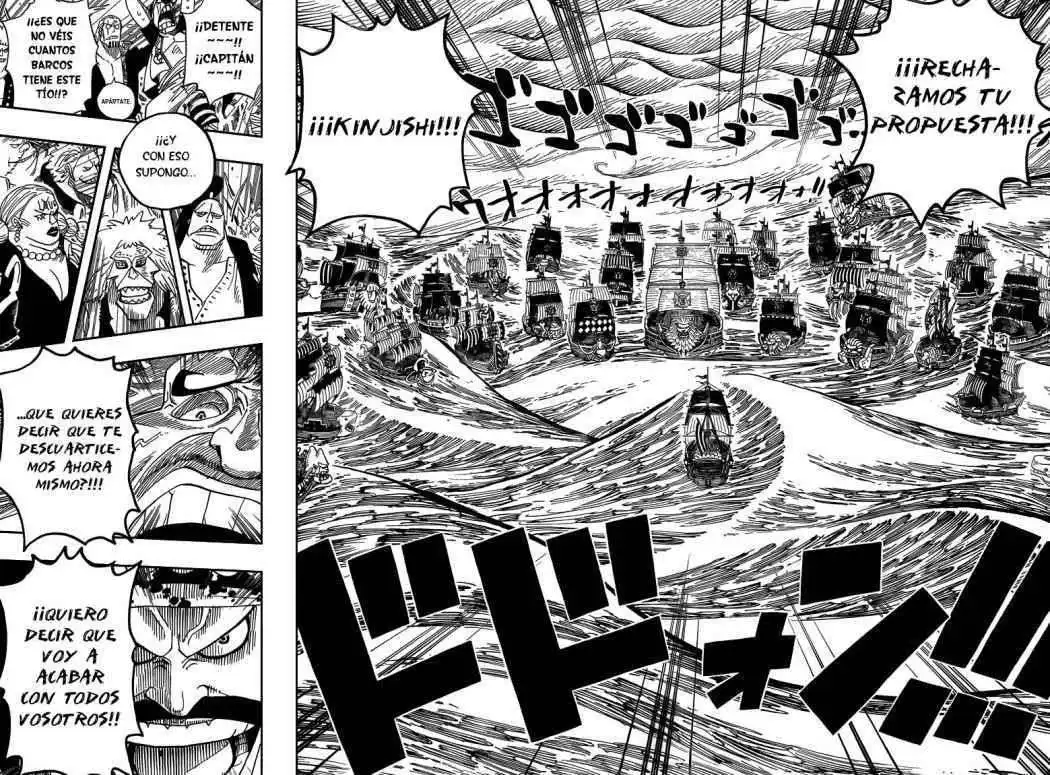 ¡¡¡RECHA-
ZAMOS TU
PROPUESTA!!!
¡¡¡KINJISHI!!!
ゴゴゴゴゴゴゴ
ウオオオオオオオオオオ!!
ドドォン!!
¡¡DETENTE
~~~!!
¡¡CAPITÁN
~~~!!
¡¡¿ES QUE
NO VÉIS
CUANTOS
BARCOS
TIENE ESTE
TÍO!!?
APÁRTATE.
¡¡¿Y
CON ESO
SUPONGO...
...QUE QUIERES
DECIR QUE TE
DESCUARTICE-
MOS AHORA
MISMO?!!!
¡¡QUIERO
DECIR QUE
VOY A
ACABAR
CON TODOS
VOSOTROS!!